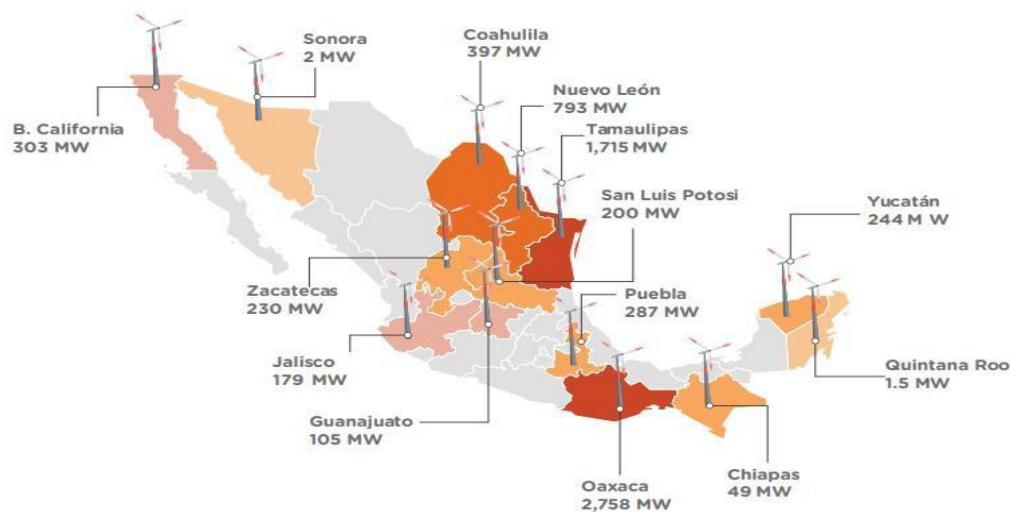 Sonora
2 MW
Coahulila
397 MW
Nuevo León
793 MW
B. California
303 MW
Tamaulipas
1,715 MW
San Luis Potosi
200 MW
Yucatán
244 M W
Zacatecas
230 MW
Puebla
287 MW
Jalisco
179 MW
Quintana Roo
1.5 MW
Guanajuato
105 MW
Oaxaca
2,758 MW
Chiapas
49 MW